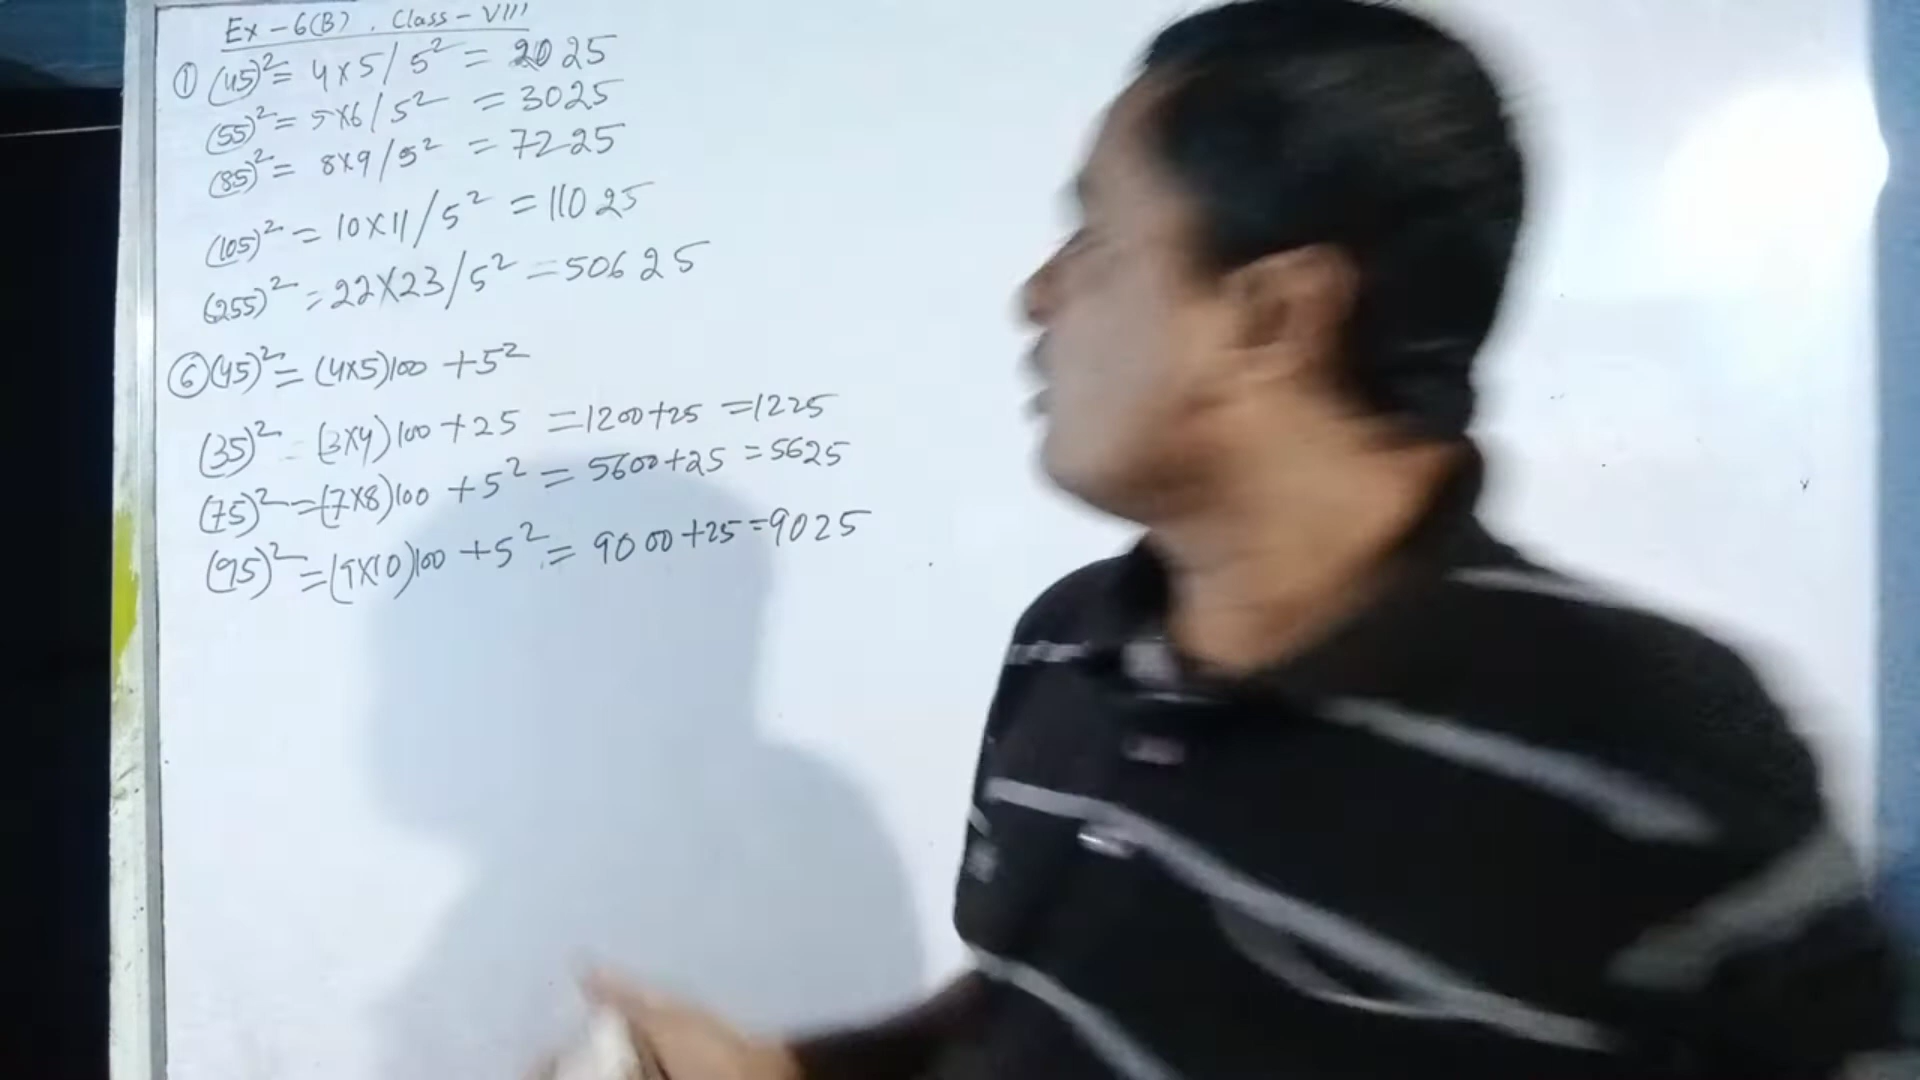 Ex - 6(B), Class - VIII
① (45)² = 4×5/5² = 2025
(55)² = 5×6/5² = 3025
(85)² = 8×9/5² = 7225
(105)² = 10×11/5² = 11025
(255)² = 22×23/5² = 50625
⑥ (45)² = (4×5)100 + 5²
(35)² = (3×4)100 + 25 = 1200+25 = 1225
(75)² = (7×8)100 + 5² = 5600+25 = 5625
(95)² = (9×10)100 + 5² = 9000+25 = 9025